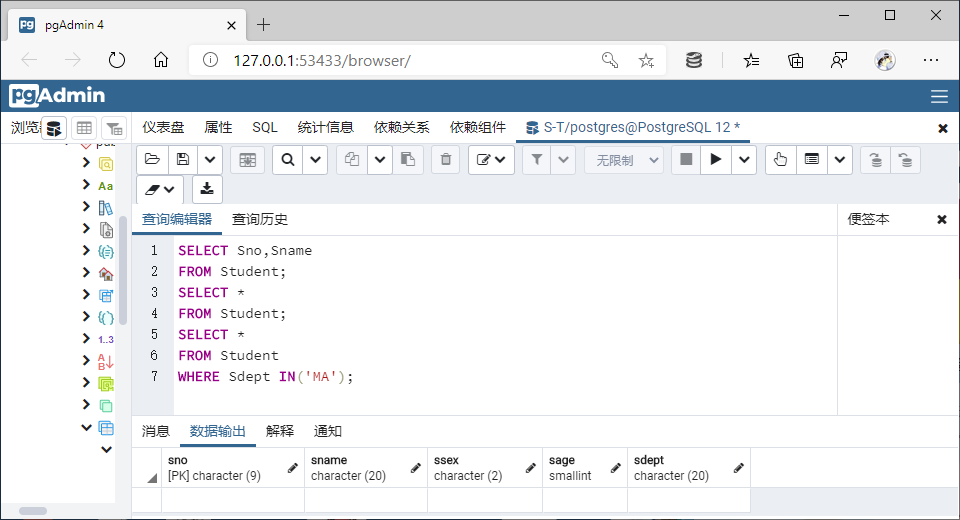 pgAdmin 4
127.0.0.1:53433/browser/
pgAdmin
浏览器 仪表盘 属性 SQL 统计信息 依赖关系 依赖组件 S-T/postgres@PostgreSQL 12 *
无限制
Aa
1..3
查询编辑器 查询历史 便签本
1 SELECT Sno,Sname
2 FROM Student;
3 SELECT *
4 FROM Student;
5 SELECT *
6 FROM Student
7 WHERE Sdept IN('MA');
消息 数据输出 解释 通知
sno sname ssex sage sdept
[PK] character (9) character (20) character (2) smallint character (20)